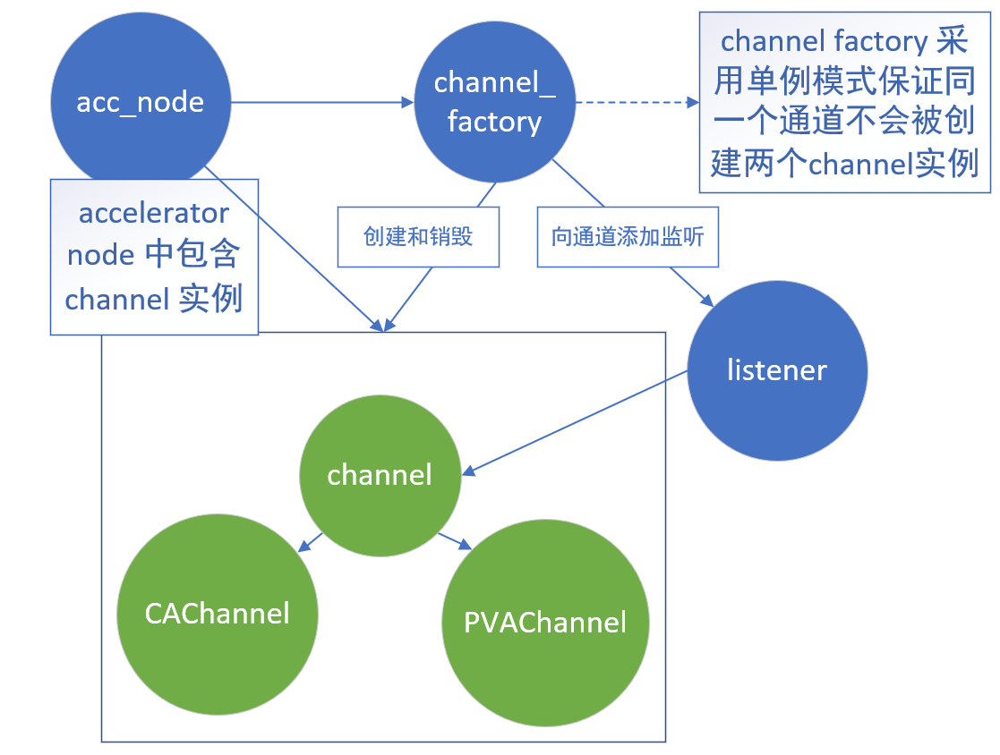 acc_node
channel_
factory
channel factory 采
用单例模式保证同
一个通道不会被创
建两个channel实例
accelerator
node 中包含
channel 实例
创建和销毁
向通道添加监听
listener
channel
CAChannel
PVAChannel